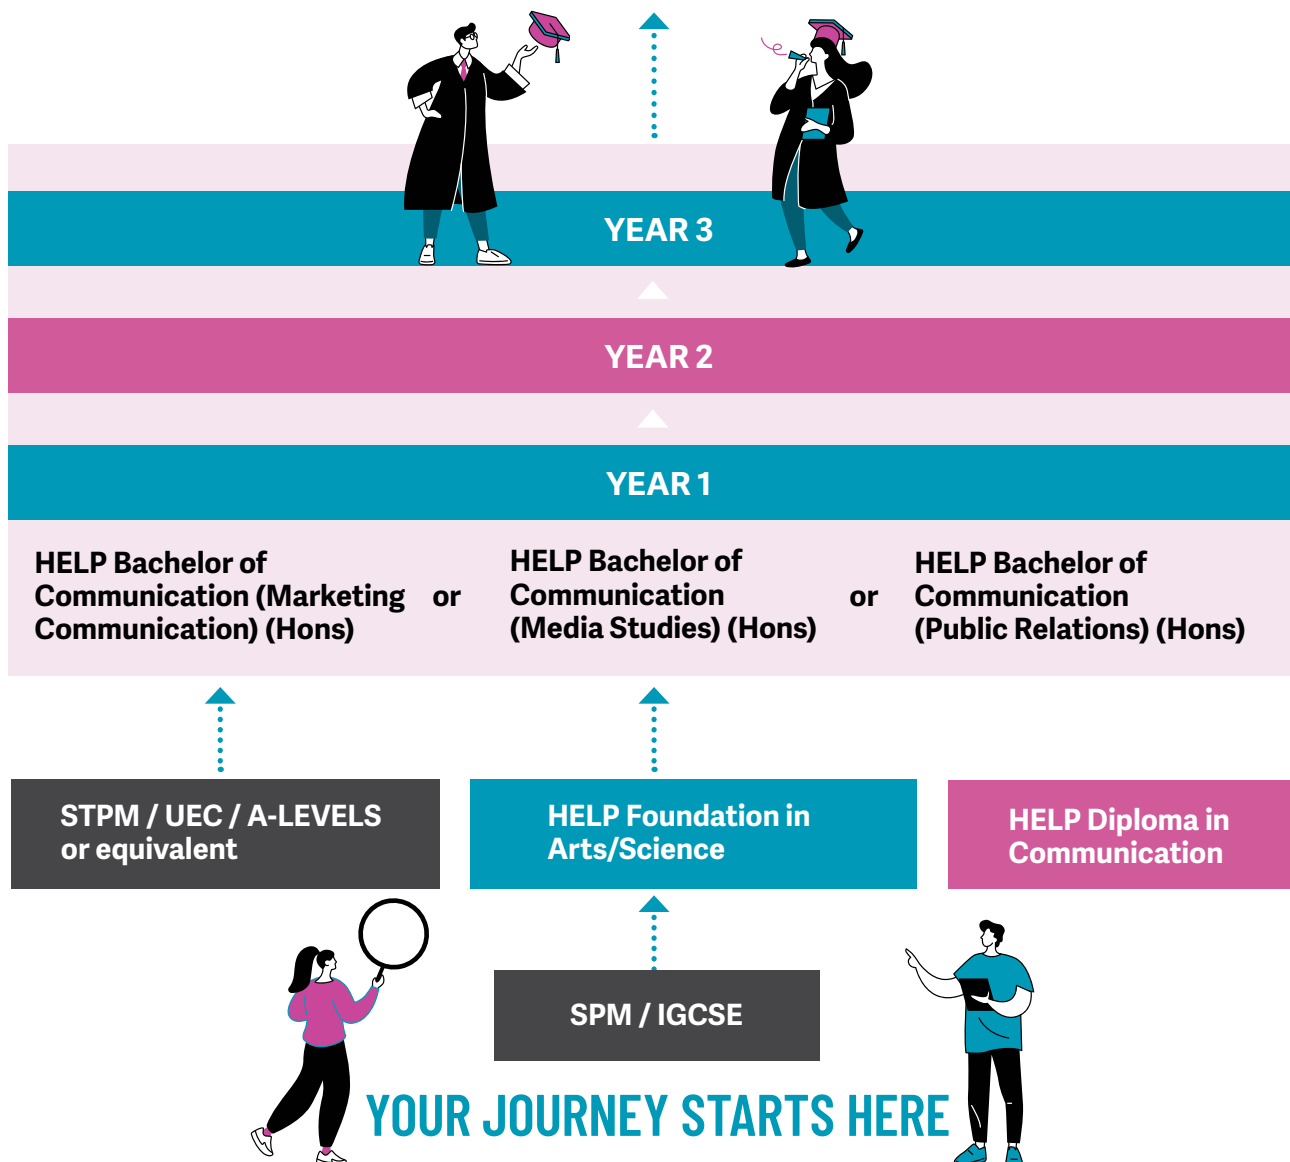 YEAR 3
YEAR 2
YEAR 1
HELP Bachelor of
Communication (Marketing
Communication) (Hons)
or
HELP Bachelor of
Communication
(Media Studies) (Hons)
or
HELP Bachelor of
Communication
(Public Relations) (Hons)
STPM / UEC / A-LEVELS
or equivalent
HELP Foundation in
Arts/Science
HELP Diploma in
Communication
SPM / IGCSE
YOUR JOURNEY STARTS HERE